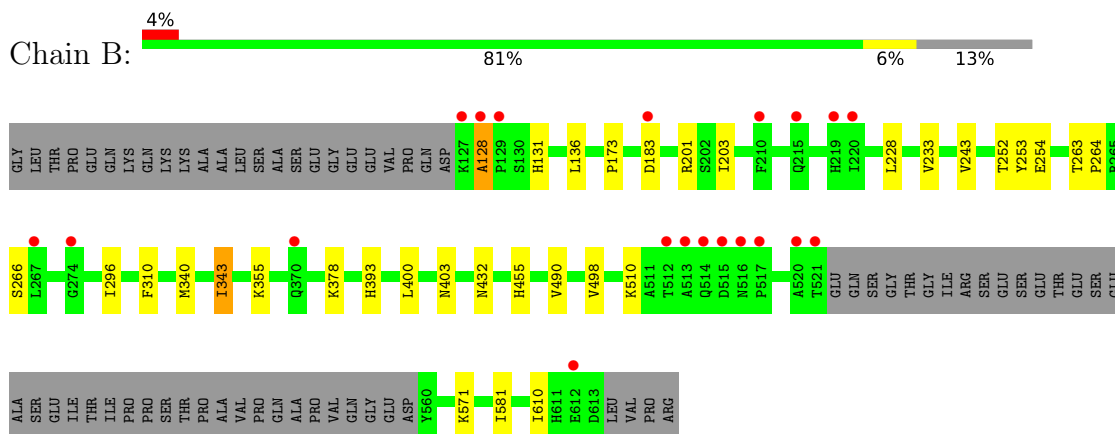 4%
Chain B:
81% 6% 13%
GLY LEU THR PRO GLU GLN LYS GLN LYS LYS ALA ALA LEU SER ALA SER GLU GLY GLU GLU VAL PRO GLN ASP K127 A128 P129 S130 H131 L136 P173 D183 R201 S202 I203 F210 Q215 H219 I220 L228 V233 V243 T252 Y253 E254 T263 P264 R265
S266 L267 G274 I296 F310 M340 I343 K355 Q370 K378 H393 L400 N403 N432 H455 V490 V498 K510 A511 T512 A513 Q514 D515 N516 P517 A520 T521 GLU GLN SER GLY THR GLY ILE ARG SER GLU SER GLU THR GLU SER GLU
ALA SER GLU ILE THR ILE PRO PRO SER THR PRO ALA VAL PRO GLN ALA PRO VAL GLN GLY GLU ASP Y560 K571 I581 I610 H611 E612 D613 LEU VAL PRO ARG